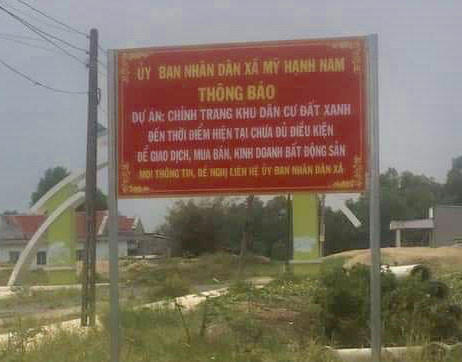 ỦY BAN NHÂN DÂN XÃ MỸ HẠNH NAM
THÔNG BÁO
DỰ ÁN: CHỈNH TRANG KHU DÂN CƯ ĐẤT XANH
ĐẾN THỜI ĐIỂM HIỆN TẠI CHƯA ĐỦ ĐIỀU KIỆN
ĐỂ GIAO DỊCH, MUA BÁN, KINH DOANH BẤT ĐỘNG SẢN
MỌI THÔNG TIN, ĐỀ NGHỊ LIÊN HỆ ỦY BAN NHÂN DÂN XÃ